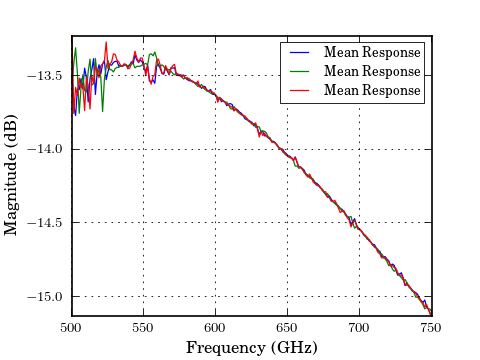 Mean Response
Mean Response
Mean Response
Magnitude (dB)
−13.5
−14.0
−14.5
−15.0
500 550 600 650 700 750
Frequency (GHz)